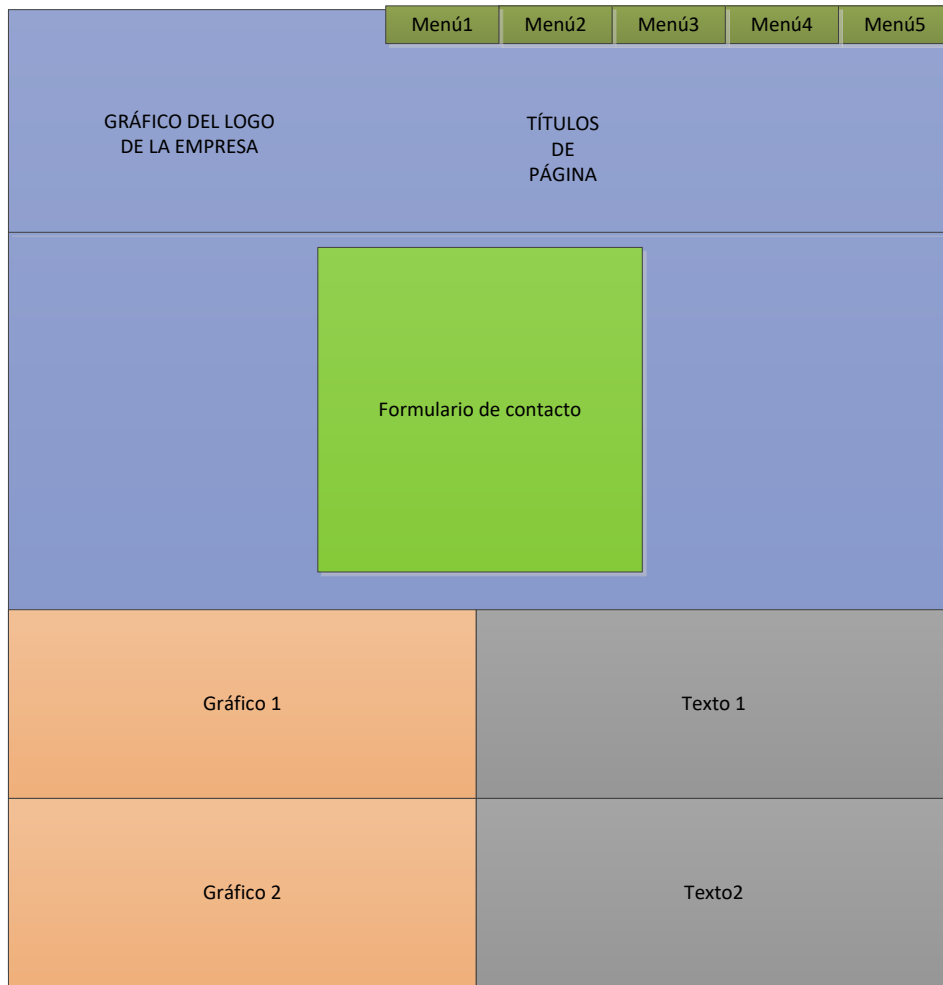 Menú1
Menú2
Menú3
Menú4
Menú5
GRÁFICO DEL LOGO
DE LA EMPRESA
TÍTULOS
DE
PÁGINA
Formulario de contacto
Gráfico 1
Texto 1
Gráfico 2
Texto2